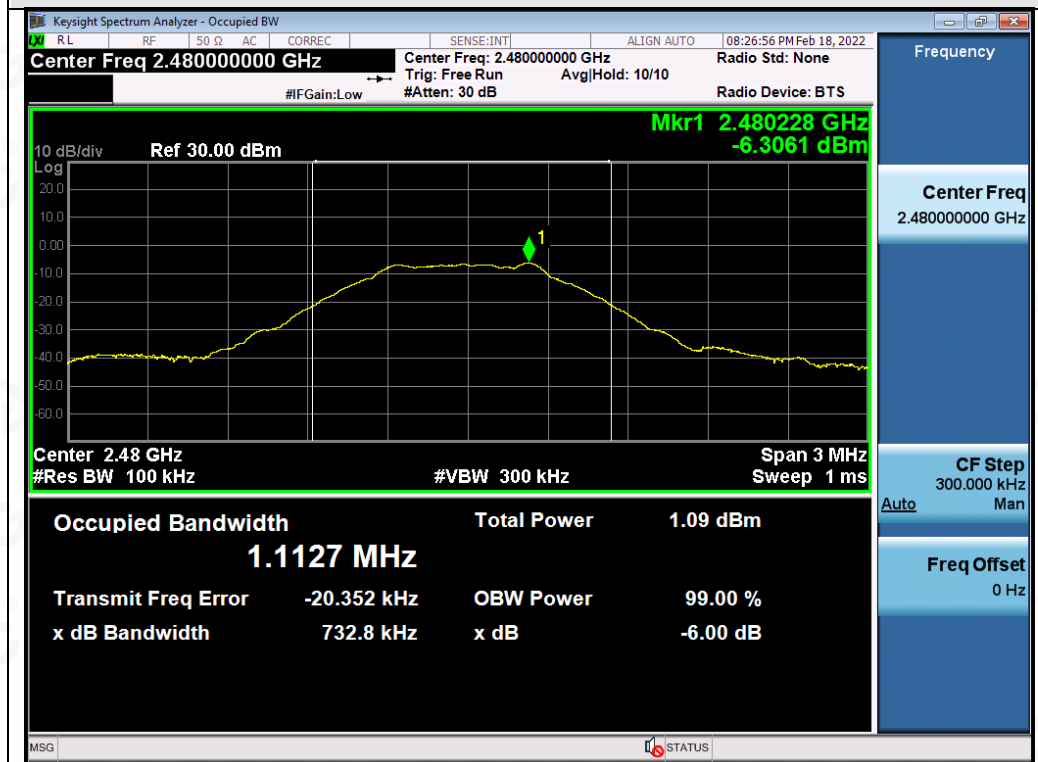 Keysight Spectrum Analyzer - Occupied BW
LXI RL RF 50 Ω AC CORREC SENSE:INT ALIGN AUTO 08:26:56 PM Feb 18, 2022
Center Freq 2.480000000 GHz
#IFGain:Low
Center Freq: 2.480000000 GHz
Trig: Free Run Avg|Hold: 10/10
#Atten: 30 dB
Radio Std: None
Radio Device: BTS
Mkr1 2.480228 GHz
-6.3061 dBm
10 dB/div Ref 30.00 dBm
Log
20.0
10.0
0.00
-10.0
-20.0
-30.0
-40.0
-50.0
-60.0
1
Center 2.48 GHz Span 3 MHz
#Res BW 100 kHz #VBW 300 kHz Sweep 1 ms
Occupied Bandwidth Total Power 1.09 dBm
1.1127 MHz
Transmit Freq Error -20.352 kHz OBW Power 99.00 %
x dB Bandwidth 732.8 kHz x dB -6.00 dB
Frequency
Center Freq
2.480000000 GHz
CF Step
300.000 kHz
Auto Man
Freq Offset
0 Hz
MSG STATUS